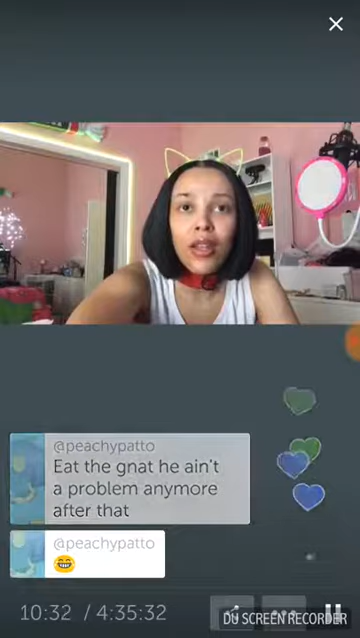 @peachypatto
Eat the gnat he ain't
a problem anymore
after that
@peachypatto
😂
10:32 / 4:35:32
DU SCREEN RECORDER